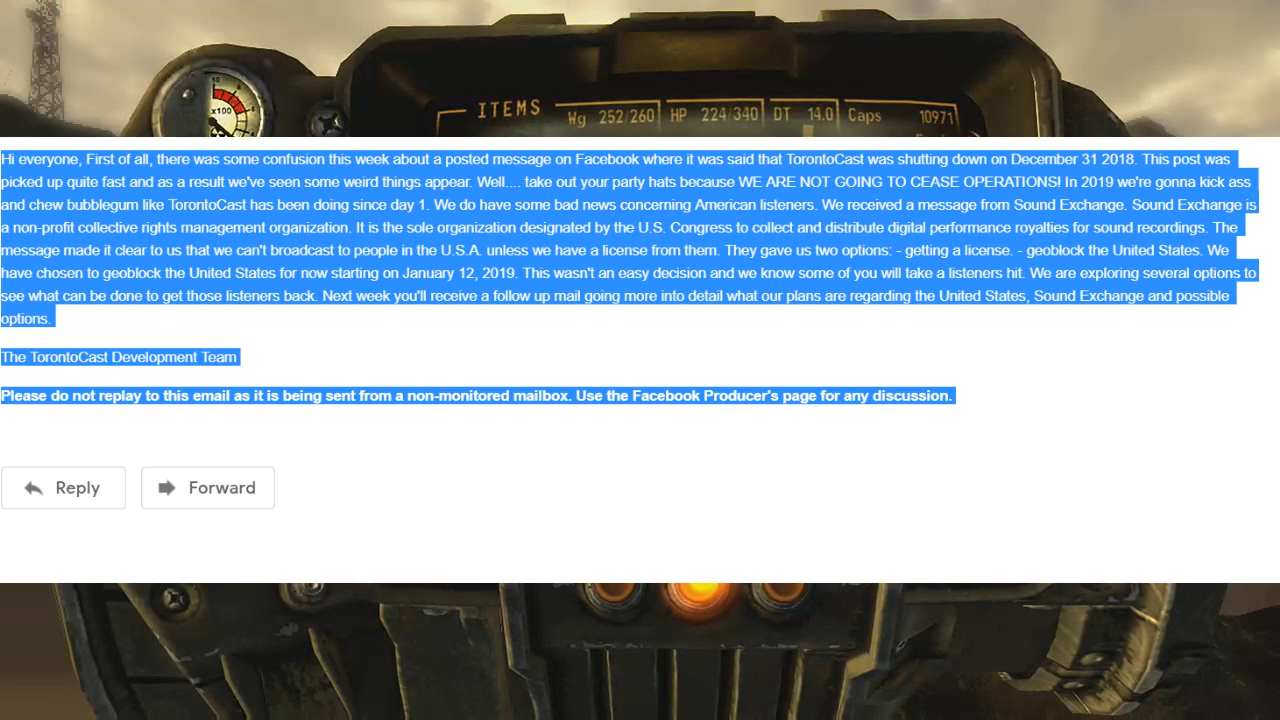 ITEMS Wg 252/260 HP 224/340 DT 14.0 Caps 10971
x100
Hi everyone, First of all, there was some confusion this week about a posted message on Facebook where it was said that TorontoCast was shutting down on December 31 2018. This post was
picked up quite fast and as a result we've seen some weird things appear. Well.... take out your party hats because WE ARE NOT GOING TO CEASE OPERATIONS! In 2019 we're gonna kick ass
and chew bubblegum like TorontoCast has been doing since day 1. We do have some bad news concerning American listeners. We received a message from Sound Exchange. Sound Exchange is
a non-profit collective rights management organization. It is the sole organization designated by the U.S. Congress to collect and distribute digital performance royalties for sound recordings. The
message made it clear to us that we can't broadcast to people in the U.S.A. unless we have a license from them. They gave us two options: - getting a license. - geoblock the United States. We
have chosen to geoblock the United States for now starting on January 12, 2019. This wasn't an easy decision and we know some of you will take a listeners hit. We are exploring several options to
see what can be done to get those listeners back. Next week you'll receive a follow up mail going more into detail what our plans are regarding the United States, Sound Exchange and possible
options.
The TorontoCast Development Team
Please do not replay to this email as it is being sent from a non-monitored mailbox. Use the Facebook Producer's page for any discussion.
Reply Forward